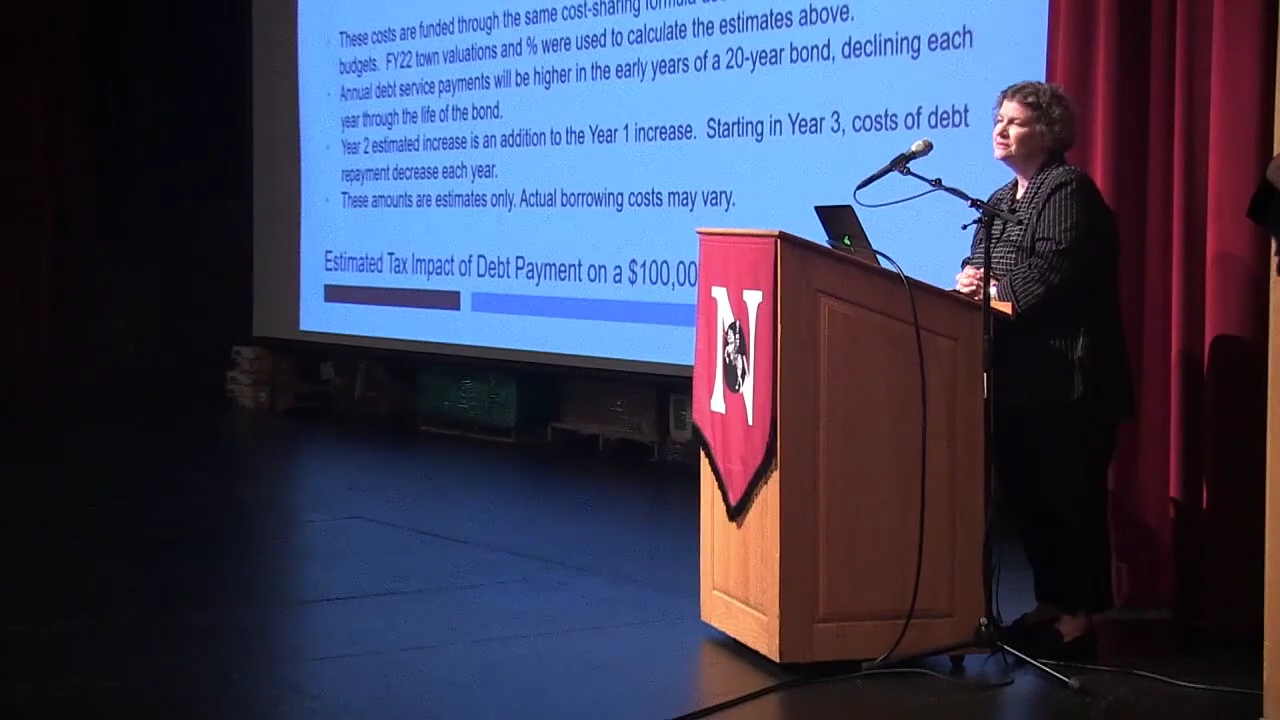 These costs are funded through the same cost-sharing formula
budgets. FY22 town valuations and % were used to calculate the estimates above.
Annual debt service payments will be higher in the early years of a 20-year bond, declining each
year through the life of the bond.
Year 2 estimated increase is an addition to the Year 1 increase. Starting in Year 3, costs of debt
repayment decrease each year.
These amounts are estimates only. Actual borrowing costs may vary.
Estimated Tax Impact of Debt Payment on a $100,00
N